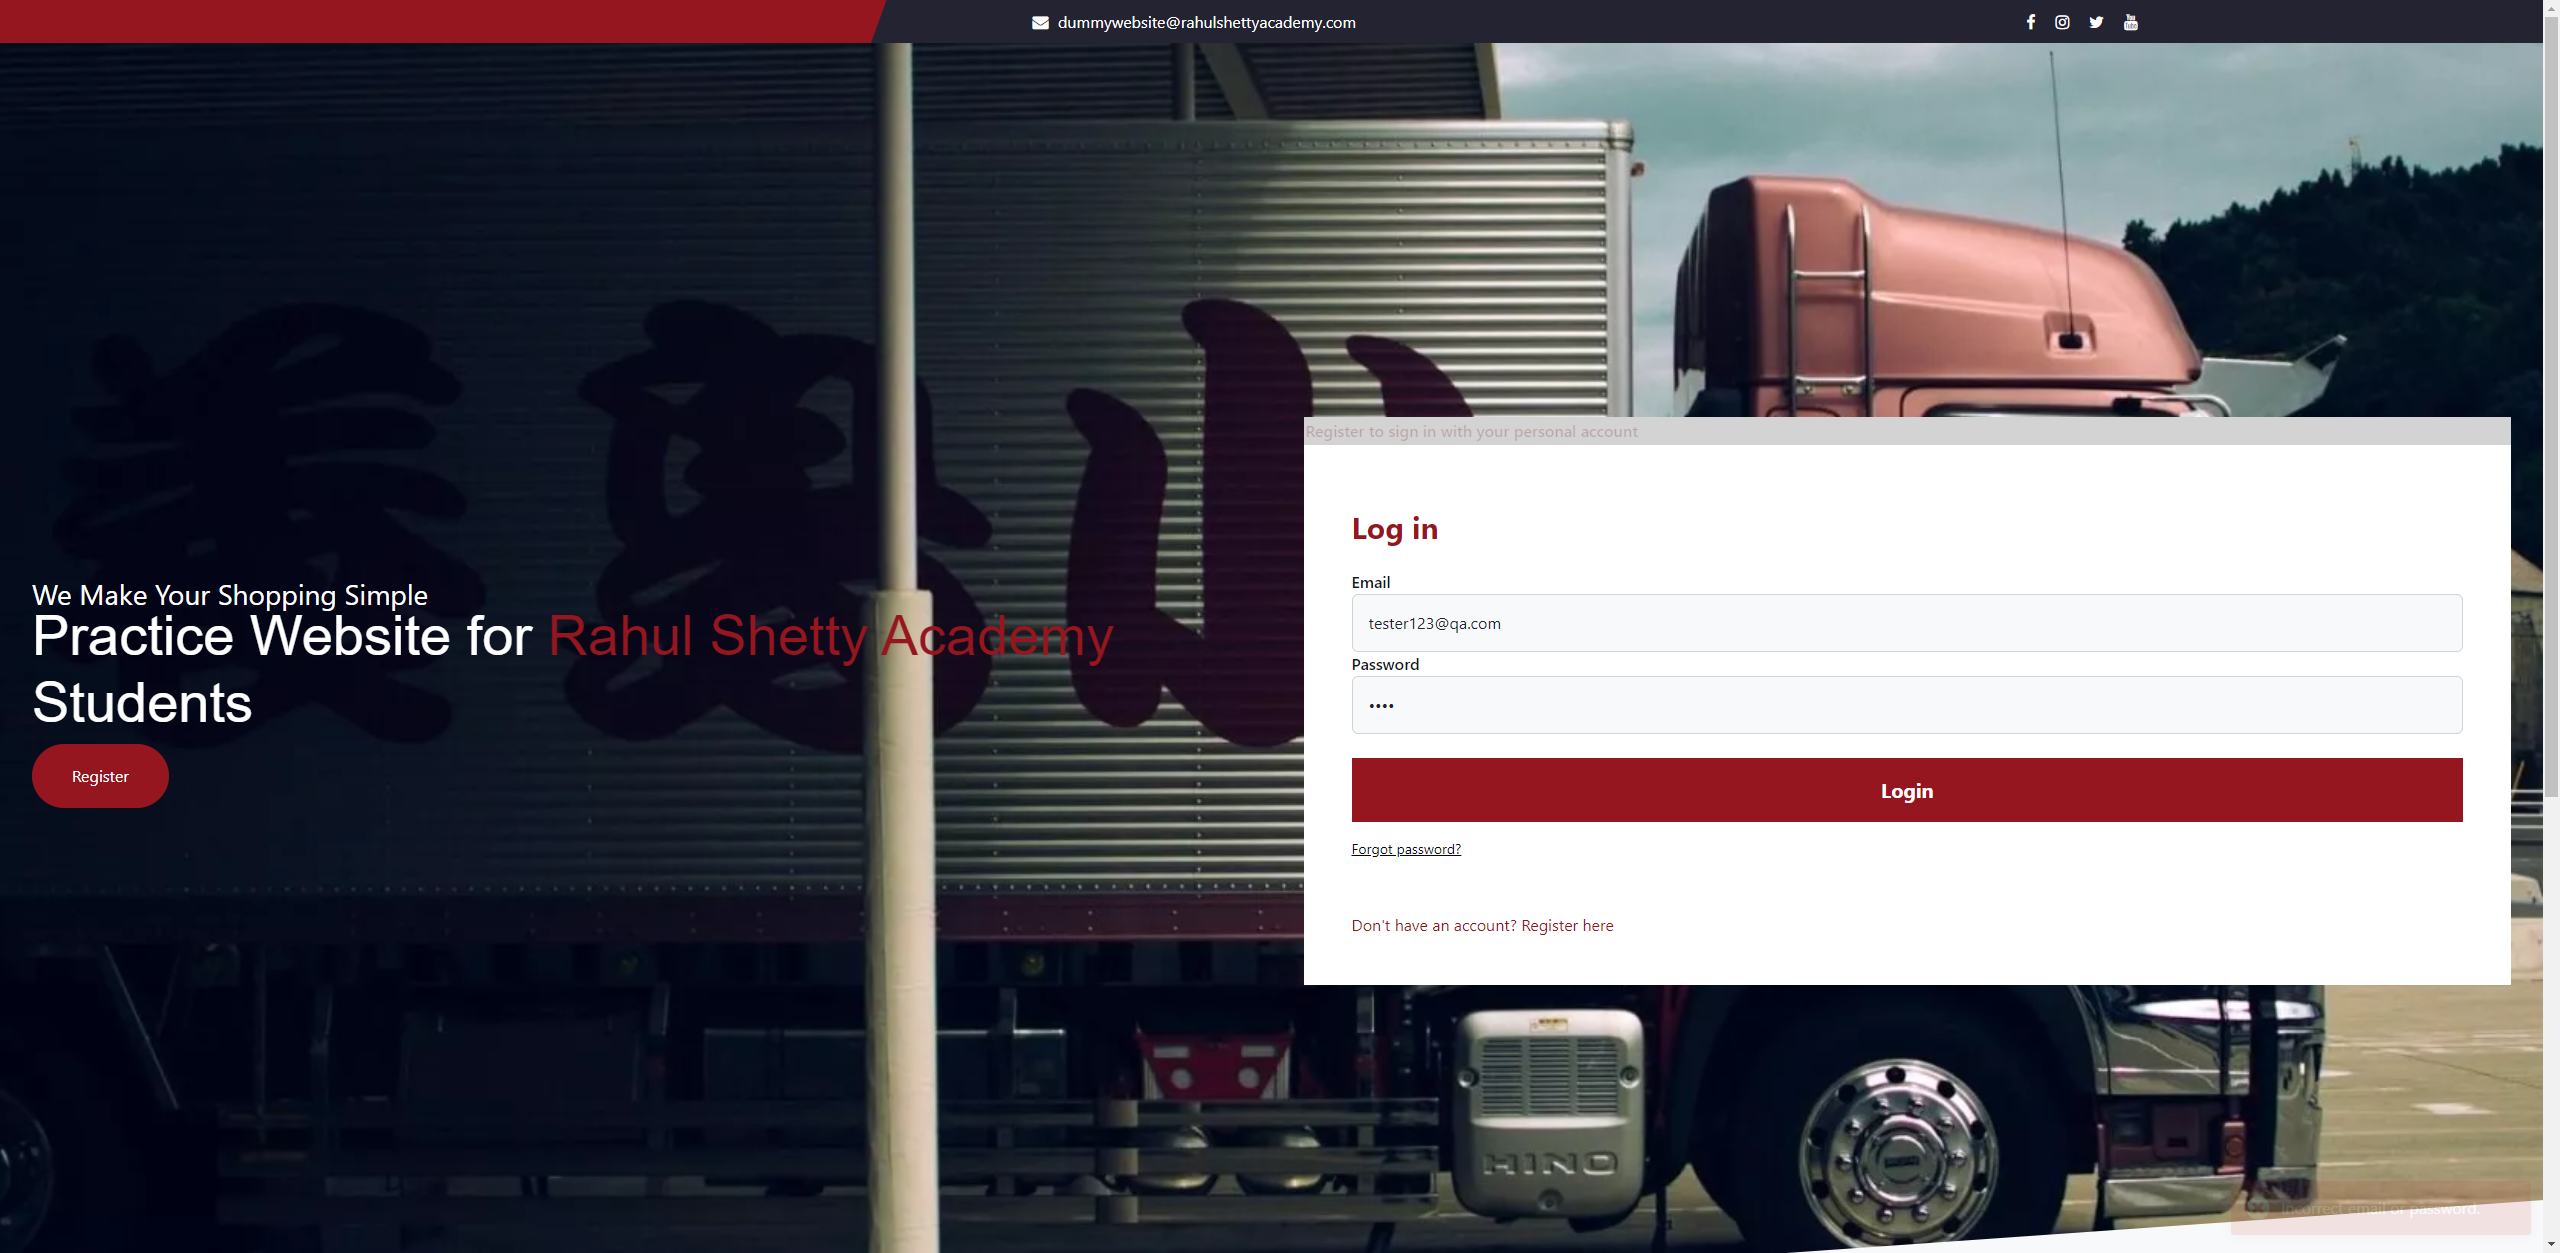 dummywebsite@rahulshettyacademy.com
Register to sign in with your personal account
Log in
Email
tester123@qa.com
Password
••••
Login
Forgot password?
Don't have an account? Register here
We Make Your Shopping Simple
Practice Website for Rahul Shetty Academy
Students
Register
HINO
Incorrect email or password.